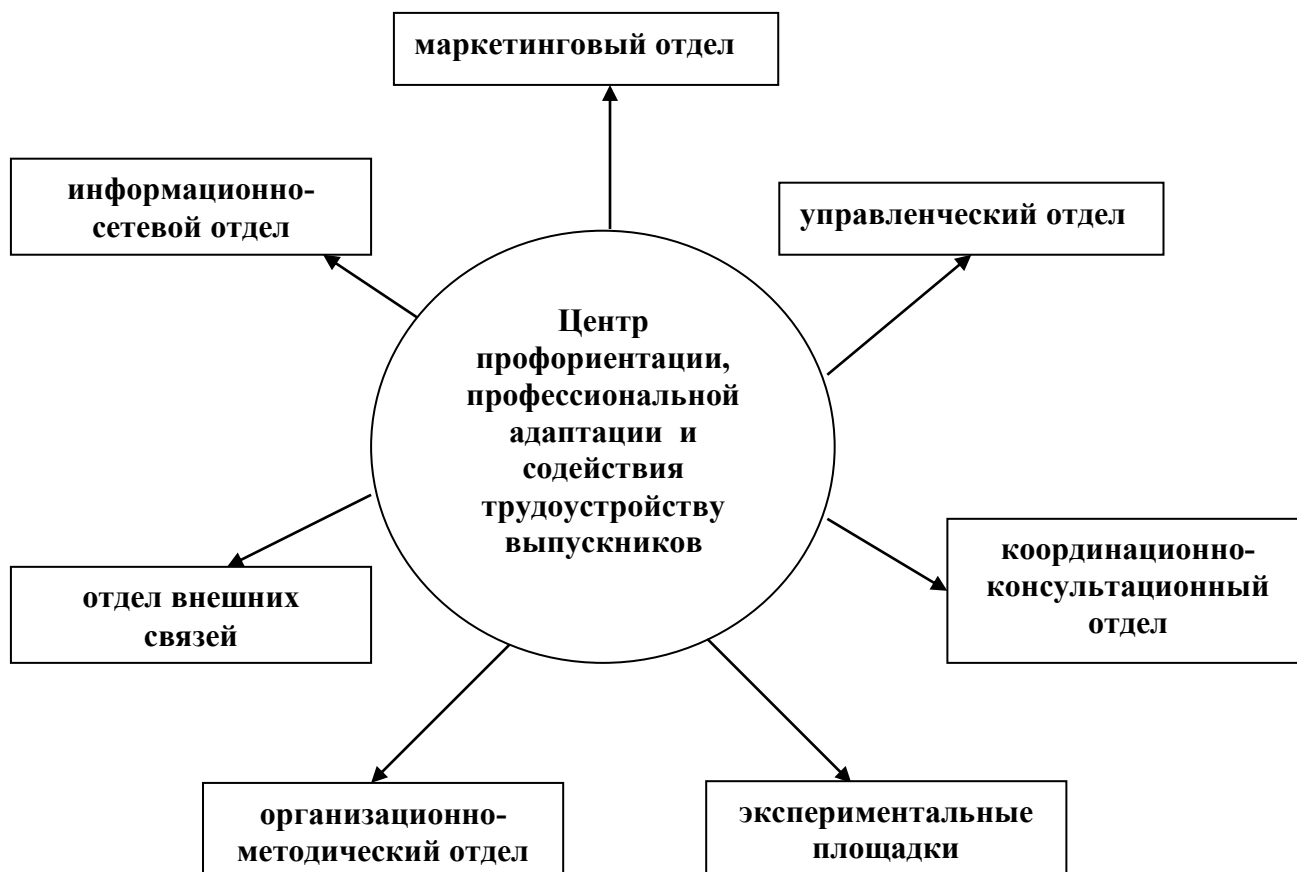 маркетинговый отдел
информационно-
сетевой отдел
управленческий отдел
Центр
профориентации,
профессиональной
адаптации и
содействия
трудоустройству
выпускников
координационно-
консультационный
отдел
отдел внешних
связей
организационно-
методический отдел
экспериментальные
площадки